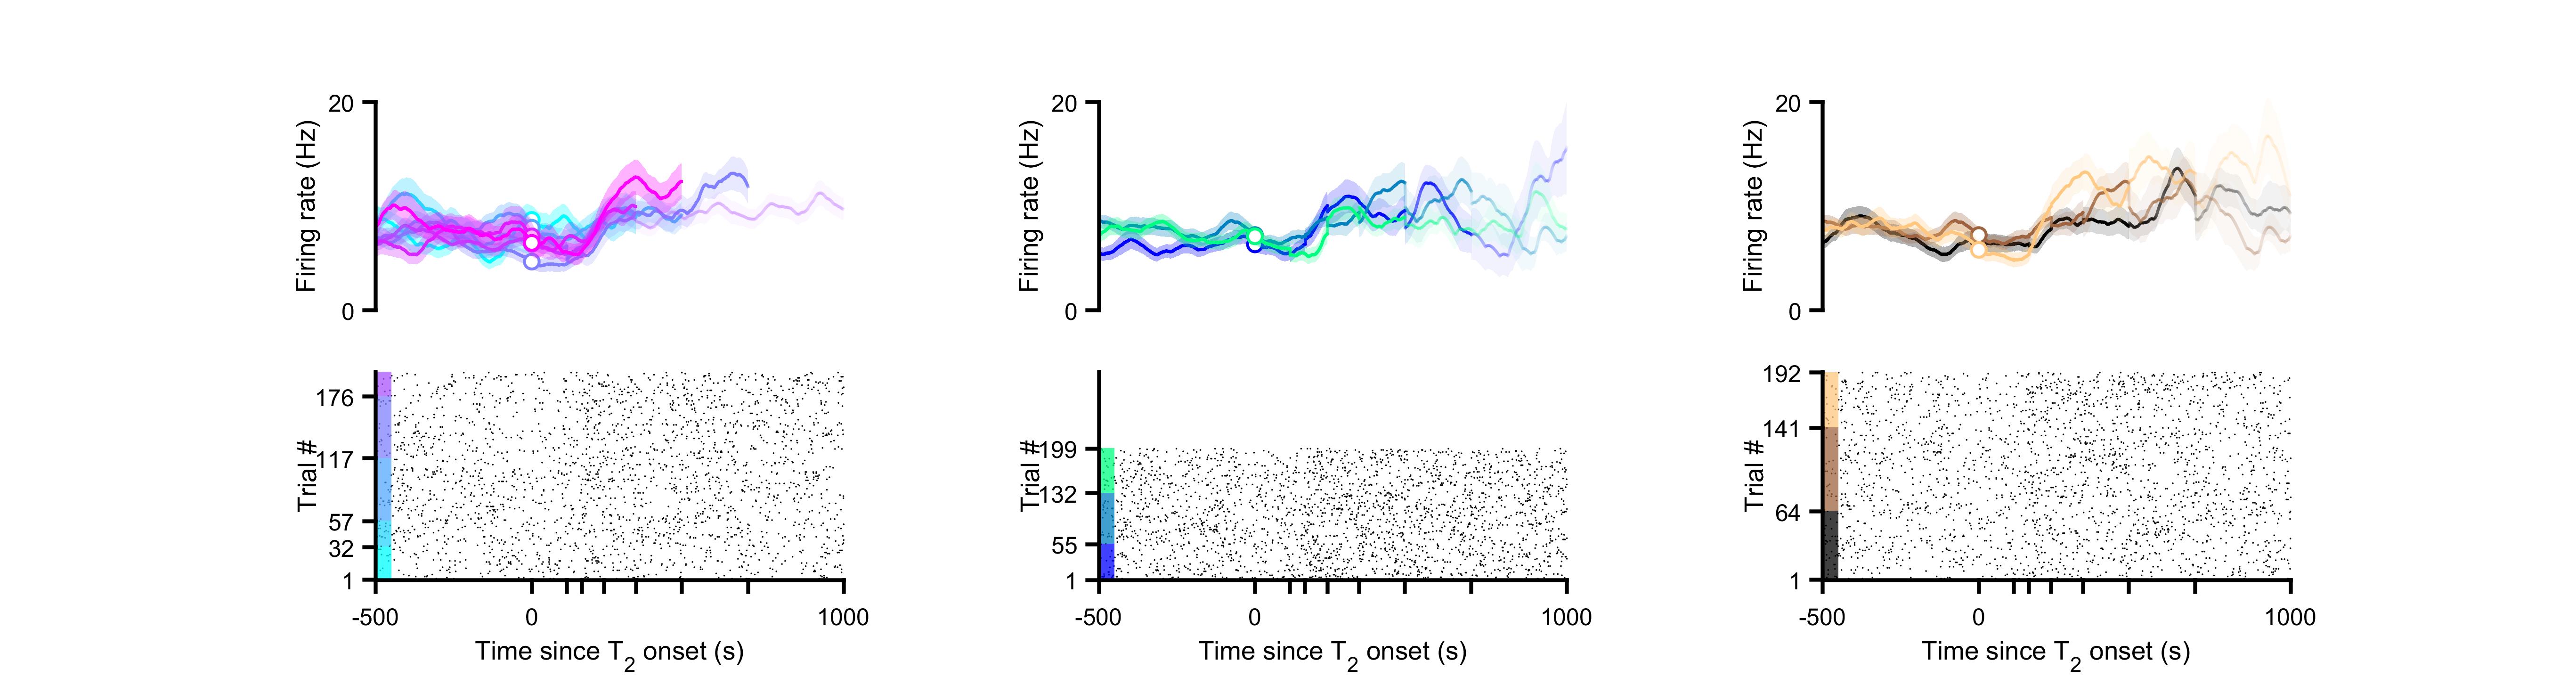 20
Firing rate (Hz)
0
176
117
57
32
1
Trial #
-500 0 1000
Time since T2 onset (s)
20
Firing rate (Hz)
0
199
132
55
1
Trial #
-500 0 1000
Time since T2 onset (s)
20
Firing rate (Hz)
0
192
141
64
1
Trial #
-500 0 1000
Time since T2 onset (s)